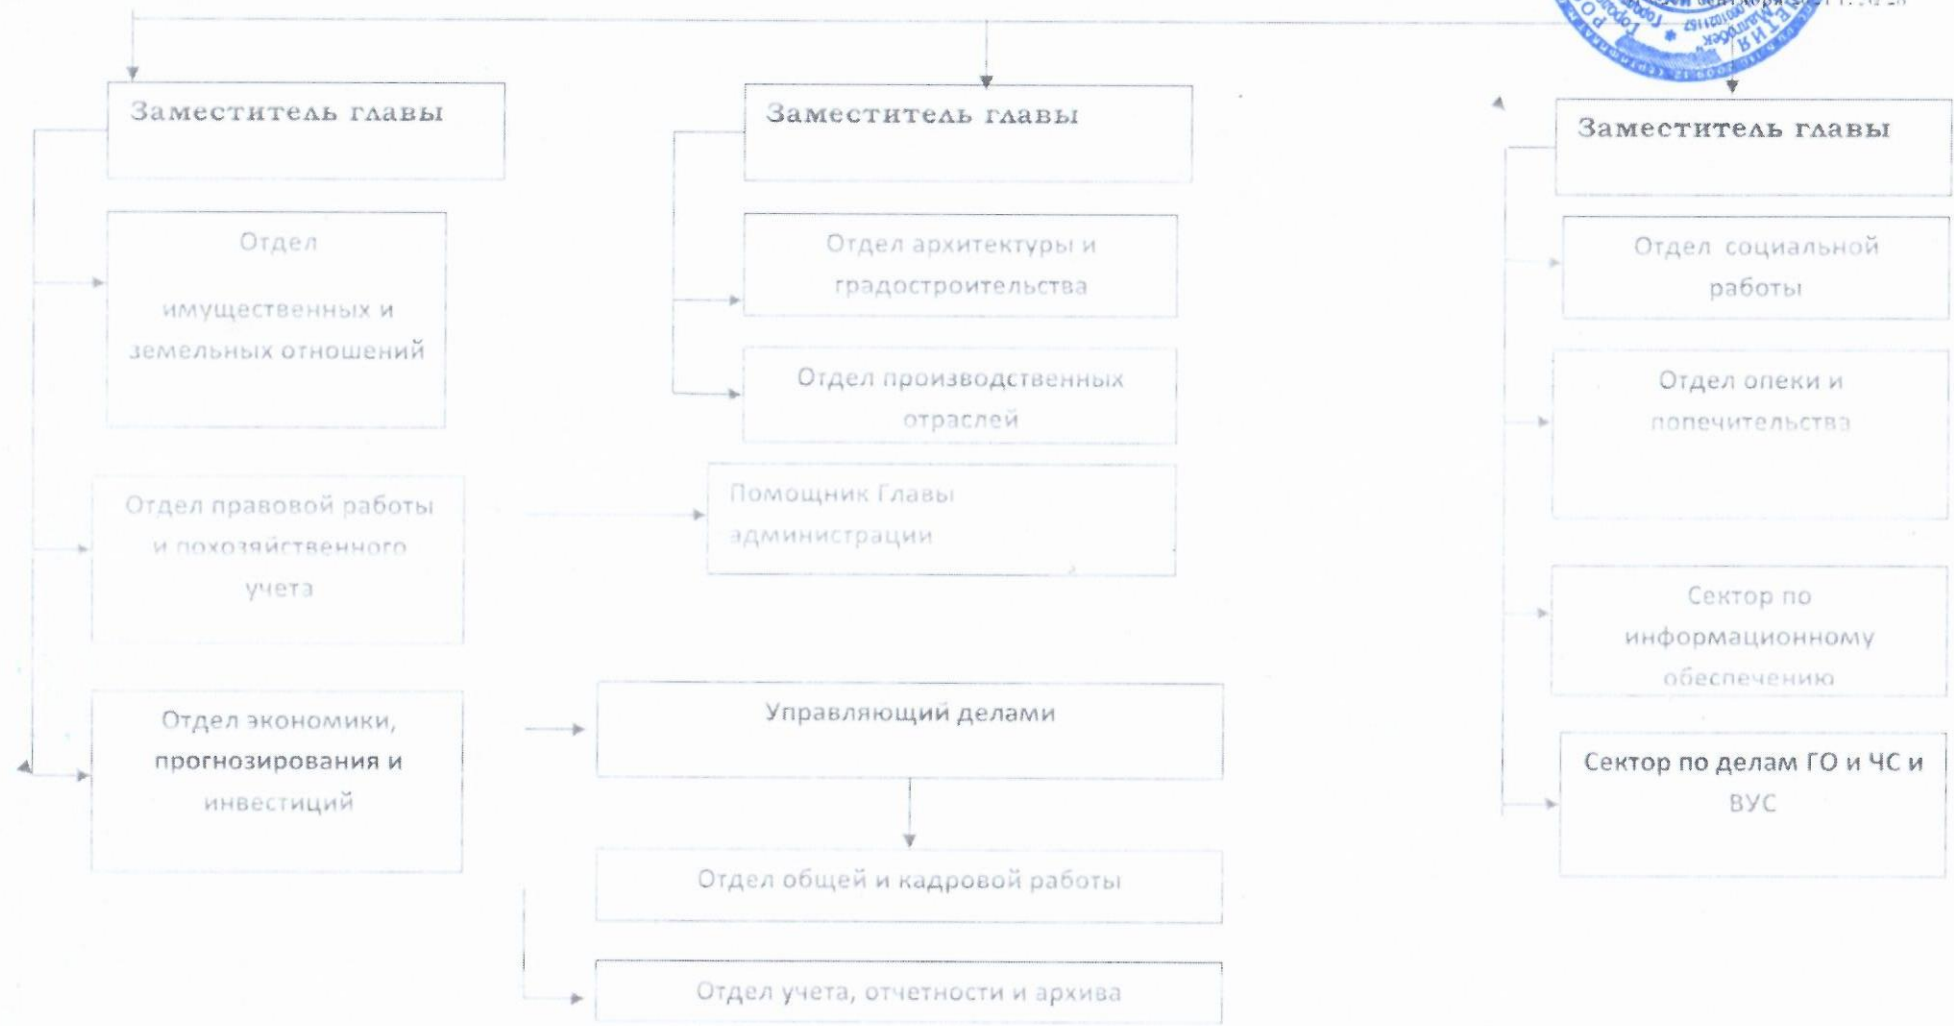 Заместитель главы
Отдел
имущественных и
земельных отношений
Отдел правовой работы
и похозяйственного
учета
Отдел экономики,
прогнозирования и
инвестиций
Заместитель главы
Отдел архитектуры и
градостроительства
Отдел производственных
отраслей
Помощник Главы
администрации
Управляющий делами
Отдел общей и кадровой работы
Отдел учета, отчетности и архива
Заместитель главы
Отдел социальной
работы
Отдел опеки и
попечительства
Сектор по
информационному
обеспечению
Сектор по делам ГО и ЧС и
ВУС